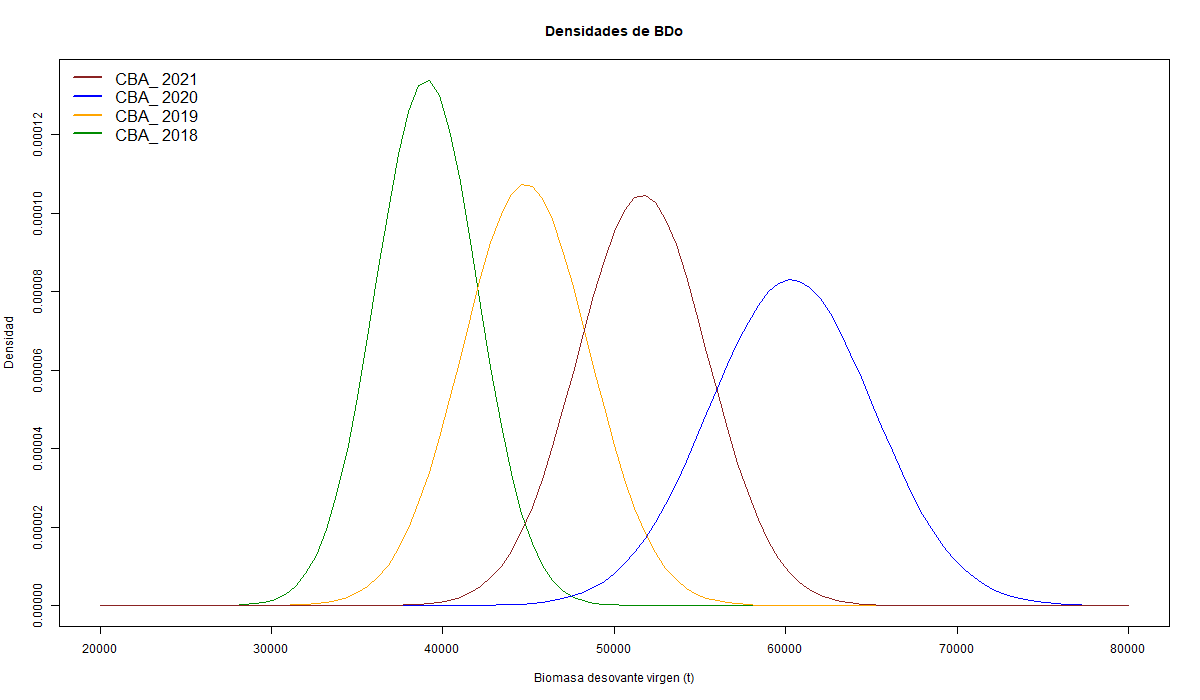 Densidades de BDo
CBA_ 2021
CBA_ 2020
CBA_ 2019
CBA_ 2018
Densidad
0.00012
0.00010
0.00008
0.00006
0.00004
0.00002
0.00000
20000 30000 40000 50000 60000 70000 80000
Biomasa desovante virgen (t)